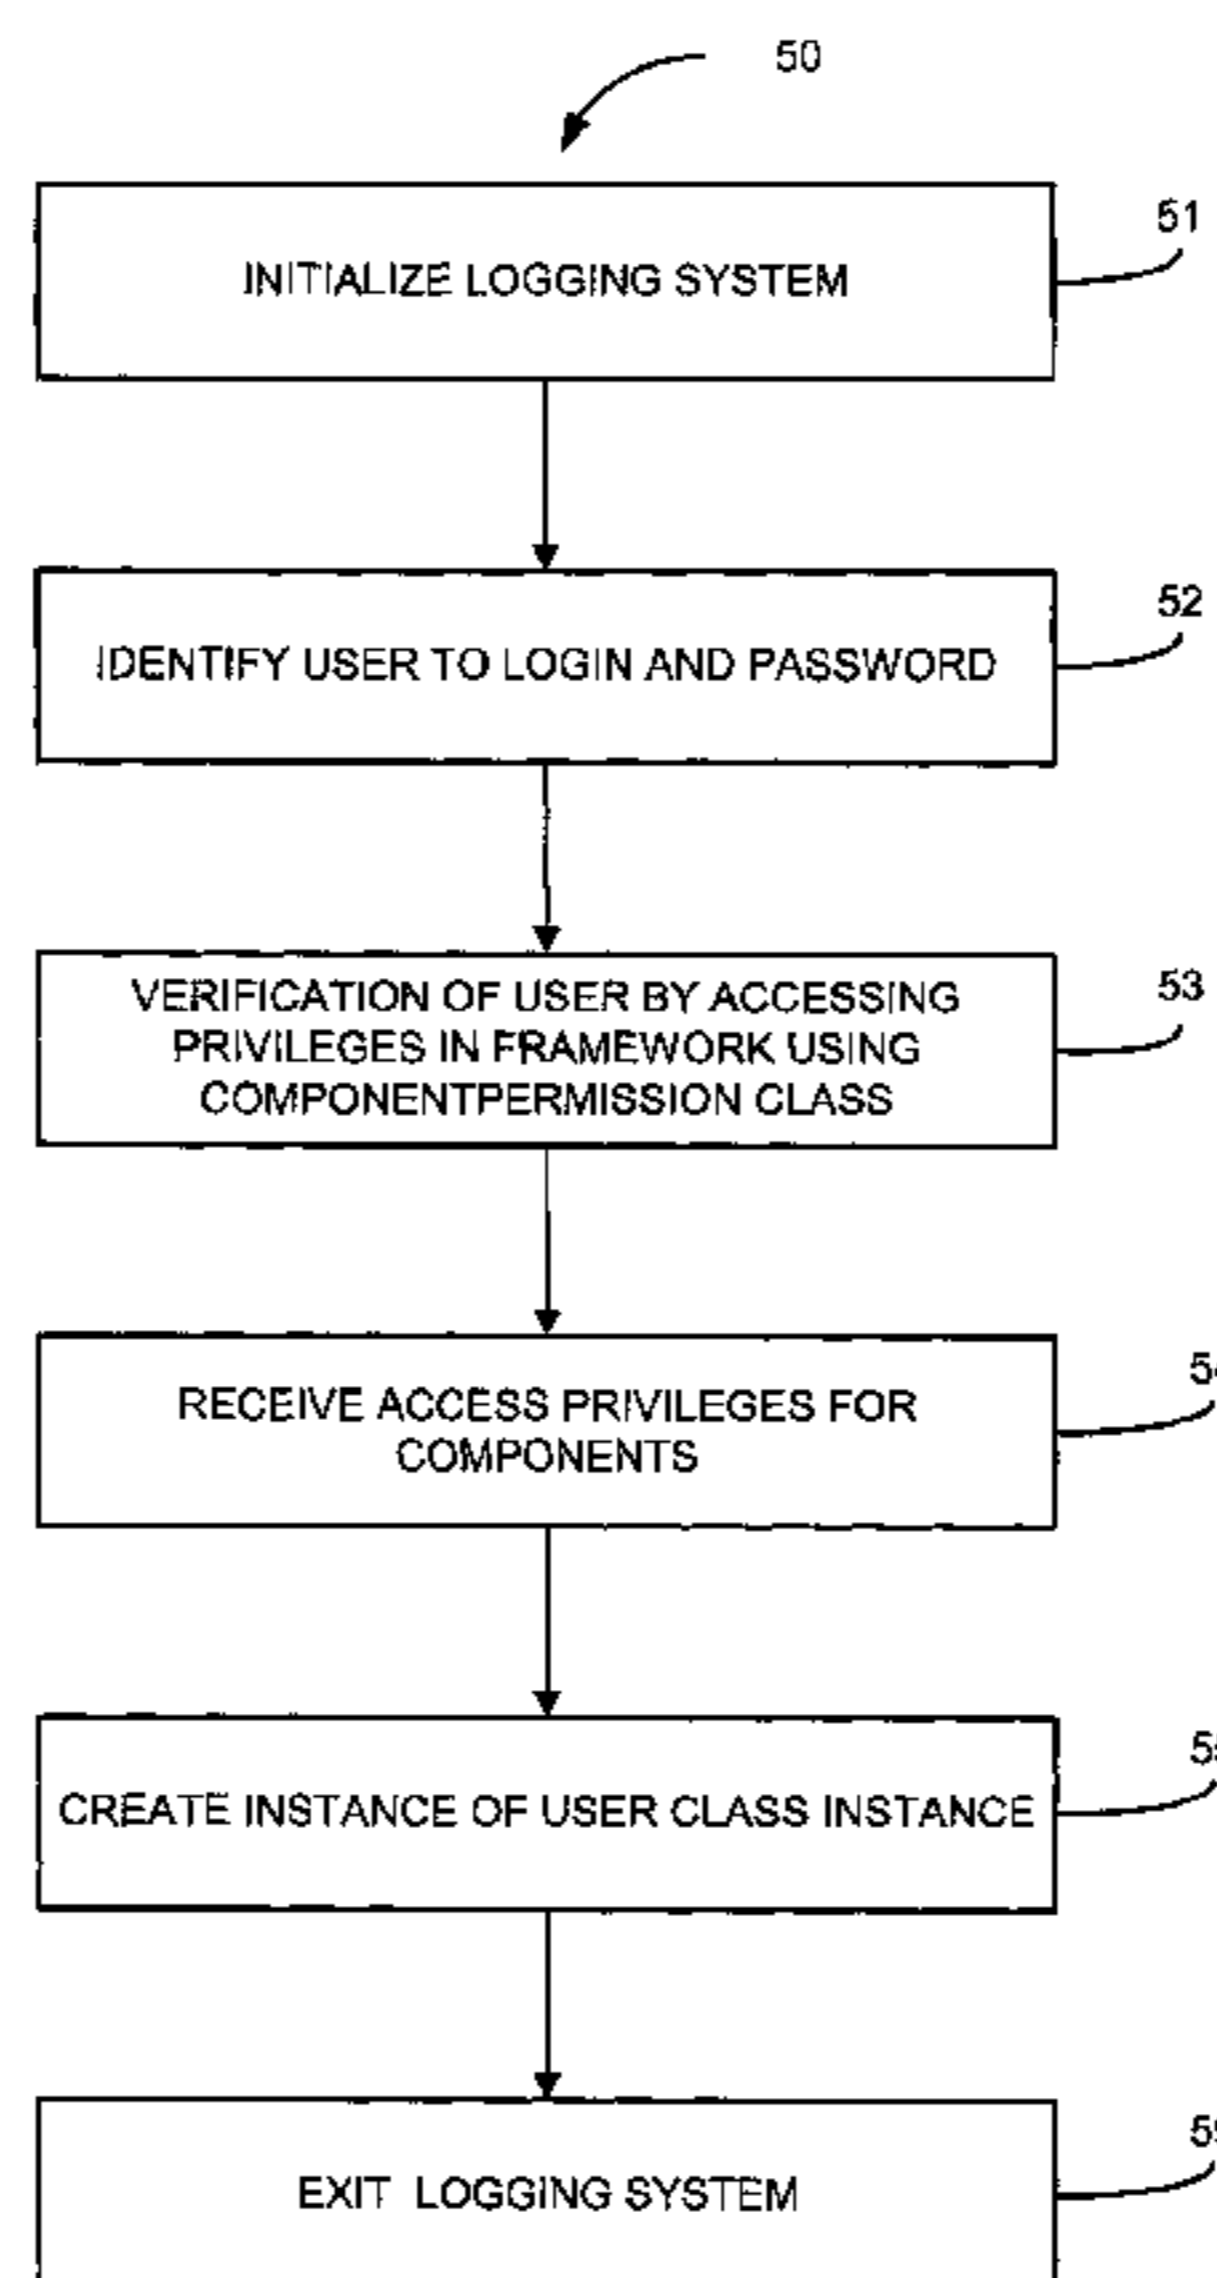 50
INITIALIZE LOGGING SYSTEM
51
IDENTIFY USER TO LOGIN AND PASSWORD
52
VERIFICATION OF USER BY ACCESSING
PRIVILEGES IN FRAMEWORK USING
COMPONENTPERMISSION CLASS
53
RECEIVE ACCESS PRIVILEGES FOR
COMPONENTS
CREATE INSTANCE OF USER CLASS INSTANCE
EXIT LOGGING SYSTEM